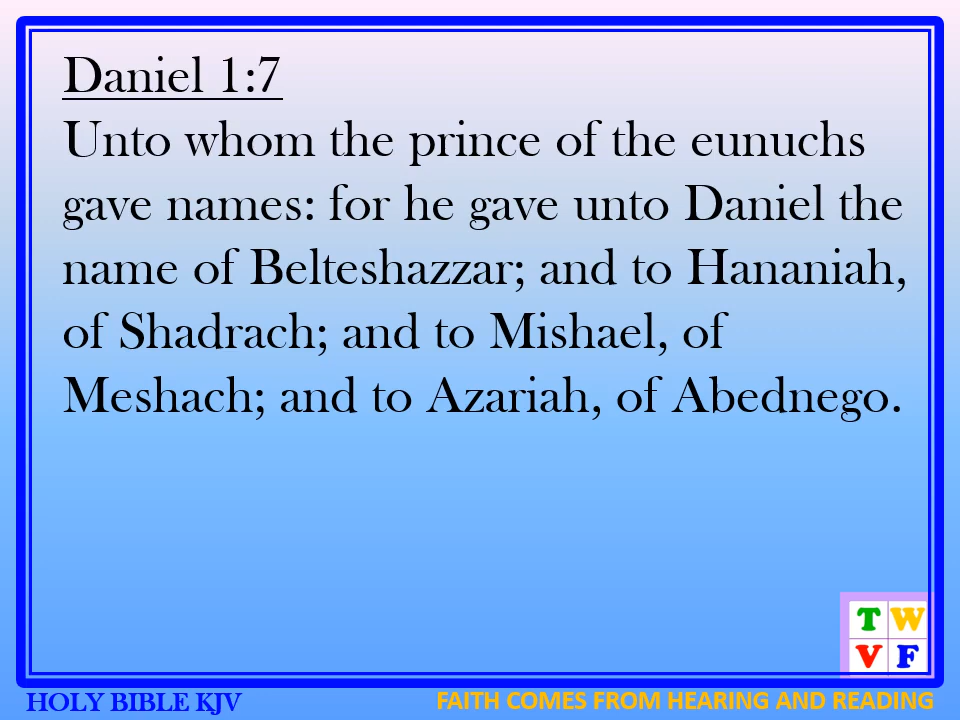 Daniel 1:7
Unto whom the prince of the eunuchs
gave names: for he gave unto Daniel the
name of Belteshazzar; and to Hananiah,
of Shadrach; and to Mishael, of
Meshach; and to Azariah, of Abednego.
T W
V F
HOLY BIBLE KJV
FAITH COMES FROM HEARING AND READING